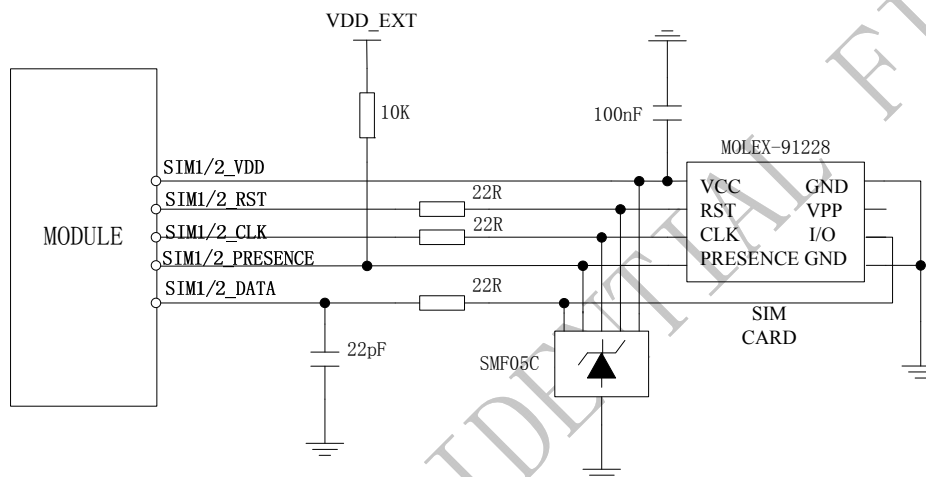 VDD_EXT
10K
100nF
MOLEX-91228
SIM1/2_VDD
SIM1/2_RST
SIM1/2_CLK
SIM1/2_PRESENCE
SIM1/2_DATA
MODULE
22R
22R
22R
22pF
VCC GND
RST VPP
CLK I/O
PRESENCE GND
SIM
CARD
SMF05C